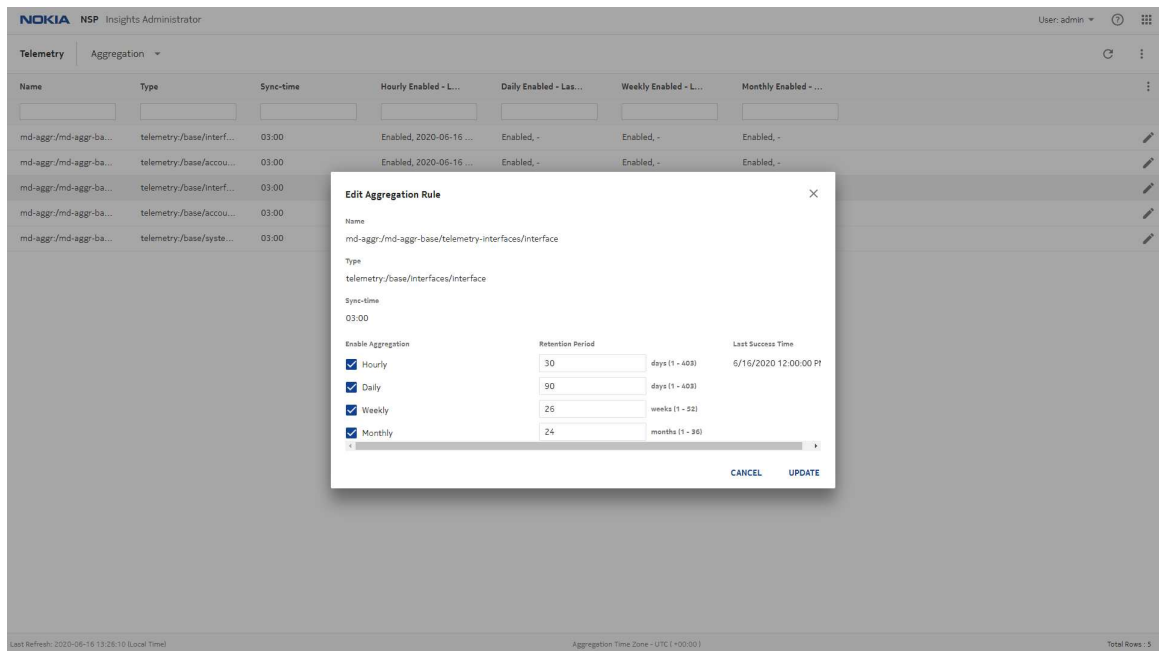 NOKIA NSP Insights Administrator User: admin
Telemetry Aggregation
Name Type Sync-time Hourly Enabled - L... Daily Enabled - Las... Weekly Enabled - L... Monthly Enabled - ...
md-aggr:/md-aggr-ba... telemetry:/base/interf... 03:00 Enabled, 2020-06-16 ... Enabled, - Enabled, - Enabled, -
md-aggr:/md-aggr-ba... telemetry:/base/accou... 03:00 Enabled, 2020-06-16 ... Enabled, - Enabled, - Enabled, -
md-aggr:/md-aggr-ba... telemetry:/base/interf... 03:00
md-aggr:/md-aggr-ba... telemetry:/base/accou... 03:00
md-aggr:/md-aggr-ba... telemetry:/base/syste... 03:00
Edit Aggregation Rule
Name
md-aggr:/md-aggr-base/telemetry-interfaces/interface
Type
telemetry:/base/interfaces/interface
Sync-time
03:00
Enable Aggregation Retention Period Last Success Time
Hourly 30 days (1 - 403) 6/16/2020 12:00:00 PM
Daily 90 days (1 - 403)
Weekly 26 weeks (1 - 52)
Monthly 24 months (1 - 36)
CANCEL UPDATE
Last Refresh: 2020-06-16 13:26:10 (Local Time) Aggregation Time Zone - UTC ( +00:00 ) Total Rows : 5